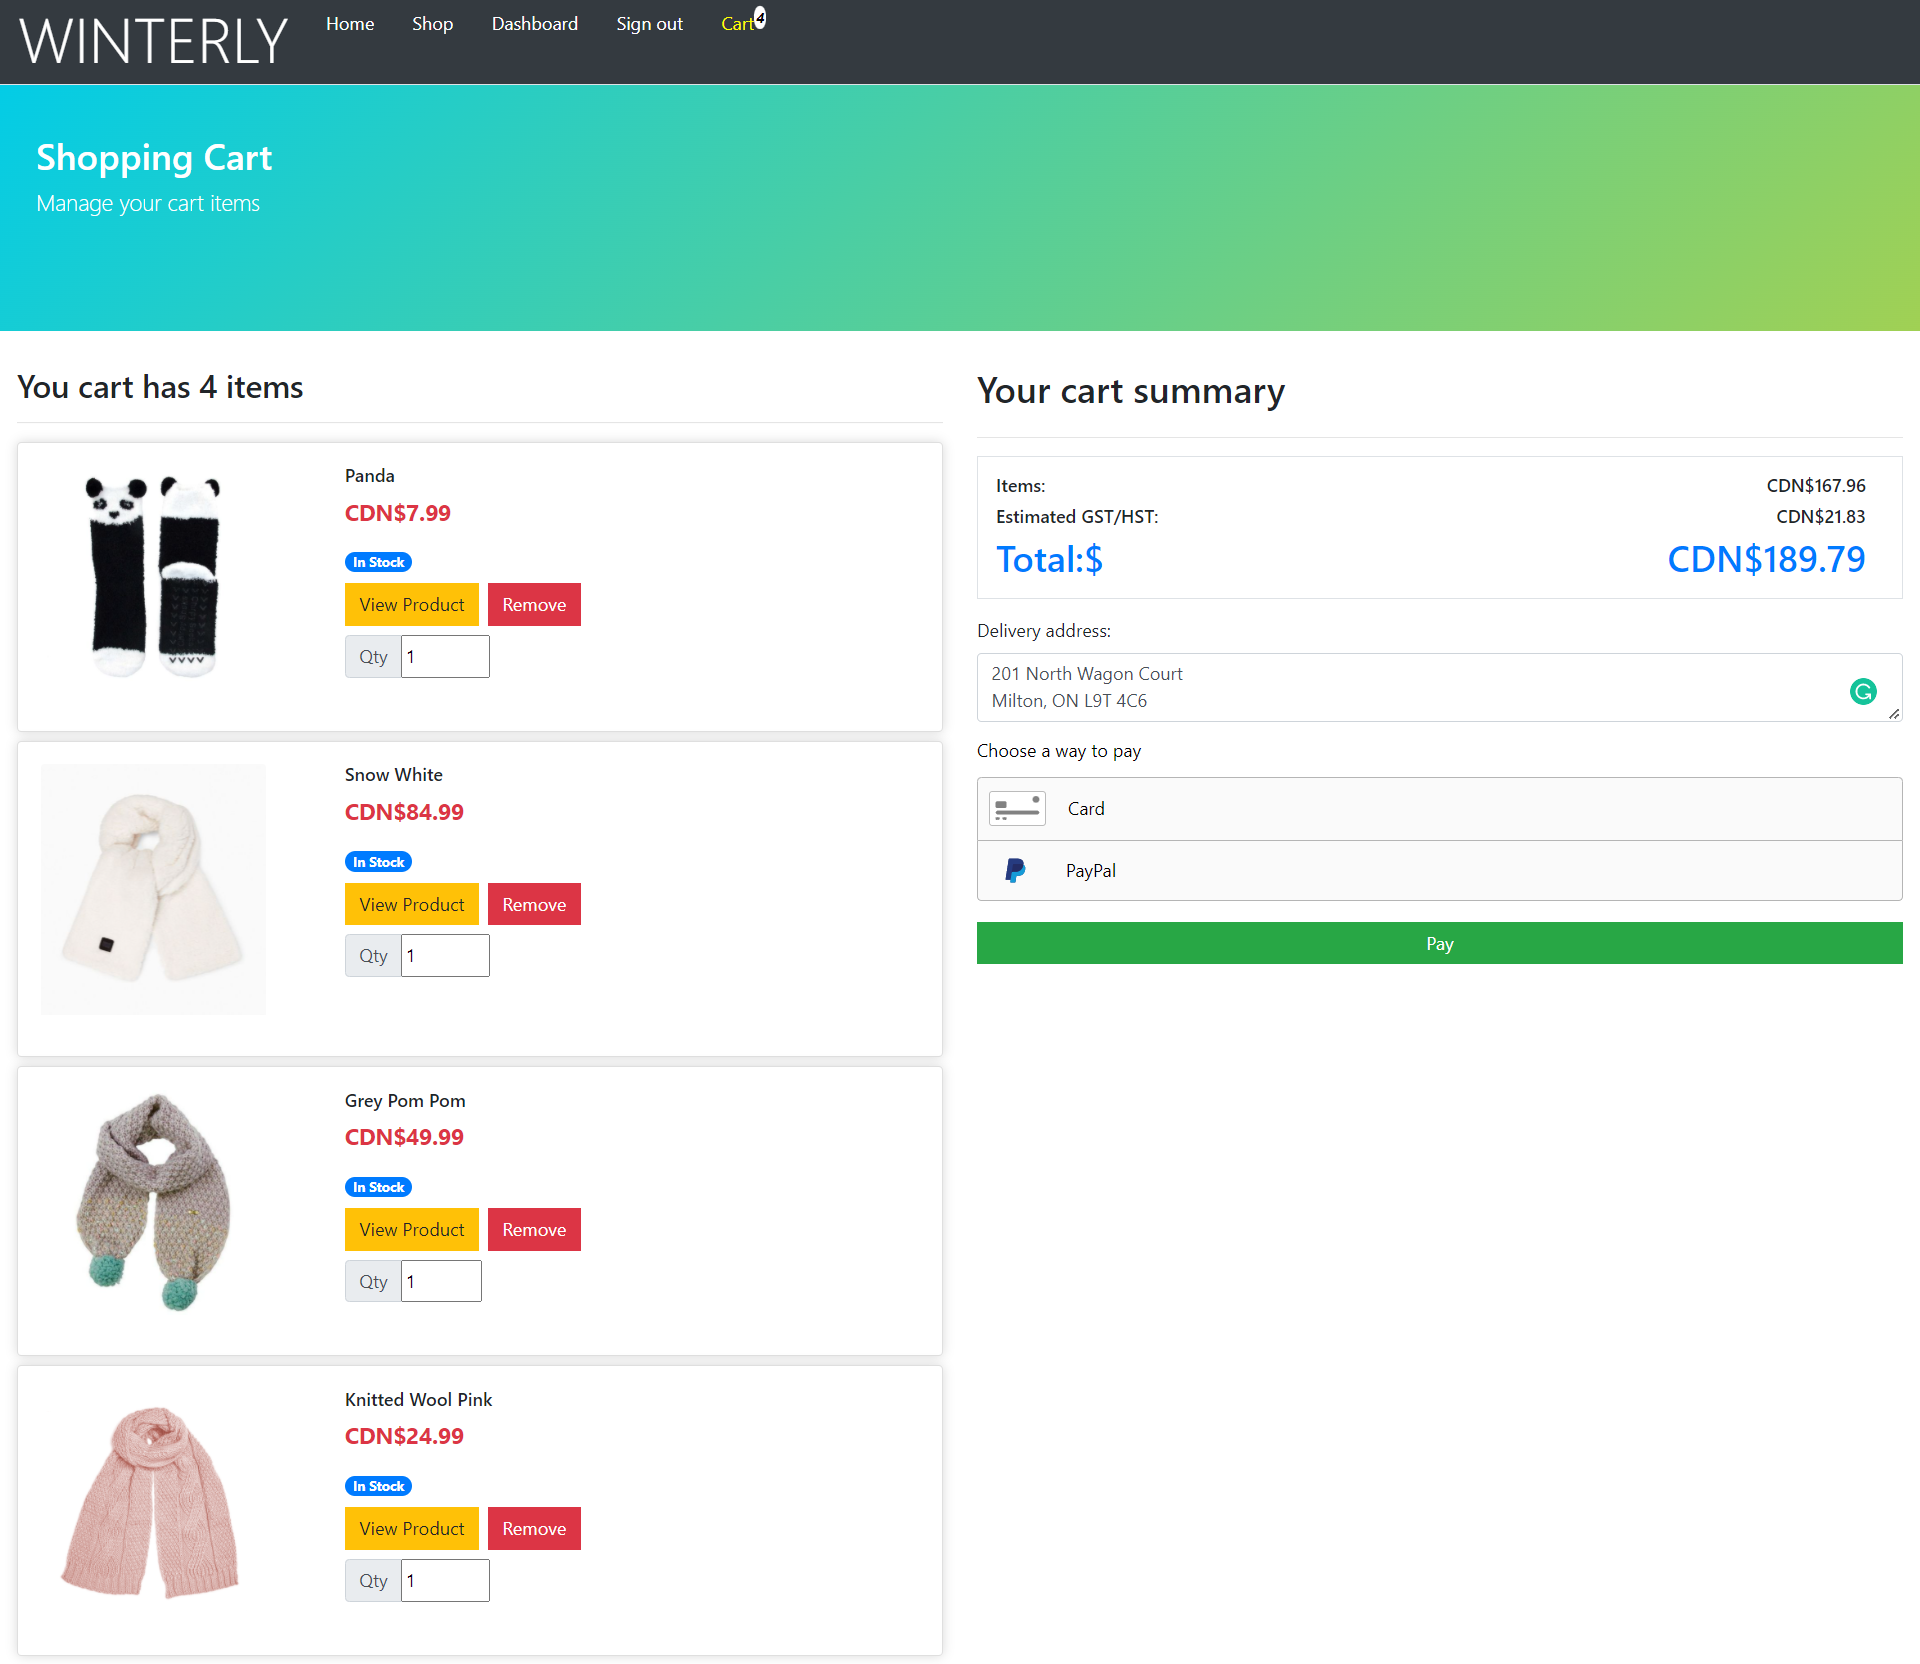 WINTERLY
Home Shop Dashboard Sign out Cart 4
Shopping Cart
Manage your cart items
You cart has 4 items
Panda
CDN$7.99
In Stock
View Product Remove
Qty 1
Snow White
CDN$84.99
In Stock
View Product Remove
Qty 1
Grey Pom Pom
CDN$49.99
In Stock
View Product Remove
Qty 1
Knitted Wool Pink
CDN$24.99
In Stock
View Product Remove
Qty 1
Your cart summary
Items: CDN$167.96
Estimated GST/HST: CDN$21.83
Total:$ CDN$189.79
Delivery address:
201 North Wagon Court
Milton, ON L9T 4C6
Choose a way to pay
Card
PayPal
Pay